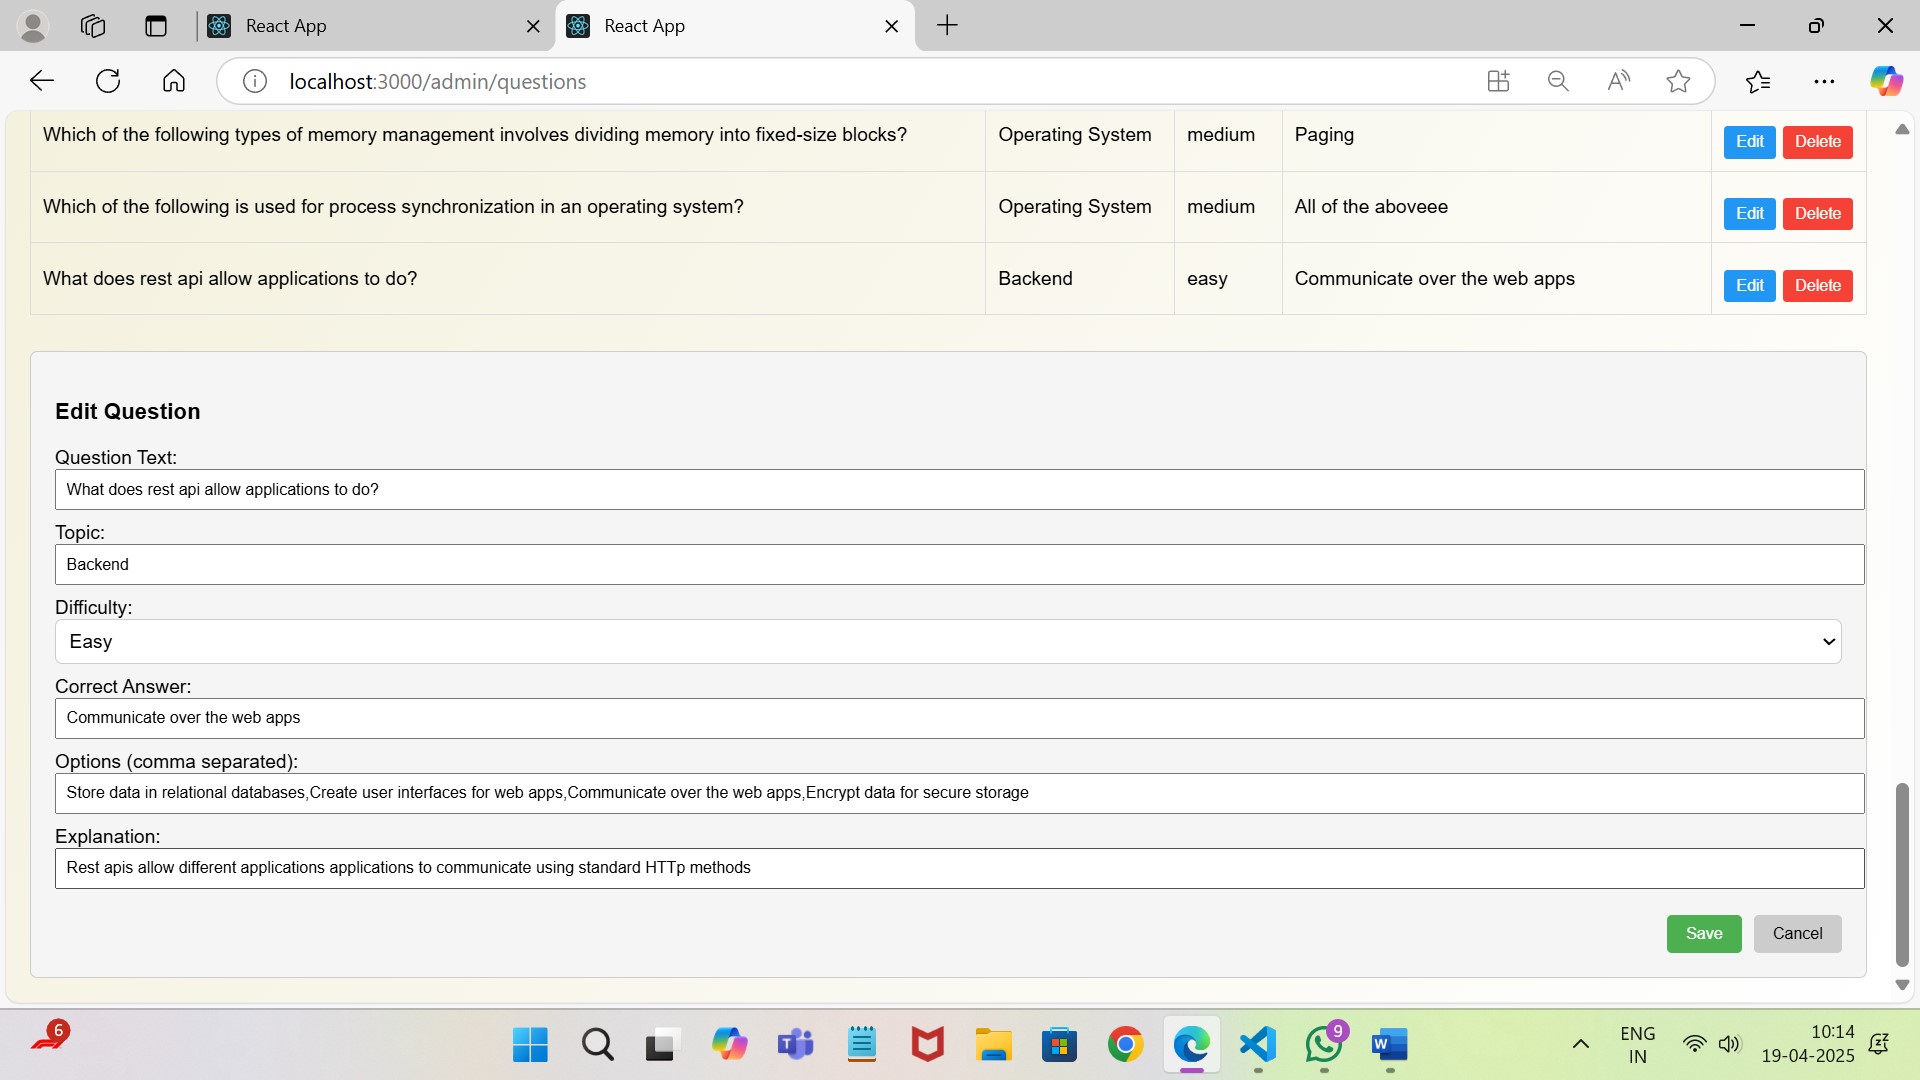 React App
React App
localhost:3000/admin/questions
Which of the following types of memory management involves dividing memory into fixed-size blocks? Operating System medium Paging Edit Delete
Which of the following is used for process synchronization in an operating system? Operating System medium All of the aboveee Edit Delete
What does rest api allow applications to do? Backend easy Communicate over the web apps Edit Delete
Edit Question
Question Text:
What does rest api allow applications to do?
Topic:
Backend
Difficulty:
Easy
Correct Answer:
Communicate over the web apps
Options (comma separated):
Store data in relational databases,Create user interfaces for web apps,Communicate over the web apps,Encrypt data for secure storage
Explanation:
Rest apis allow different applications applications to communicate using standard HTTp methods
Save Cancel
6
T
9
W
ENG
IN
10:14
19-04-2025